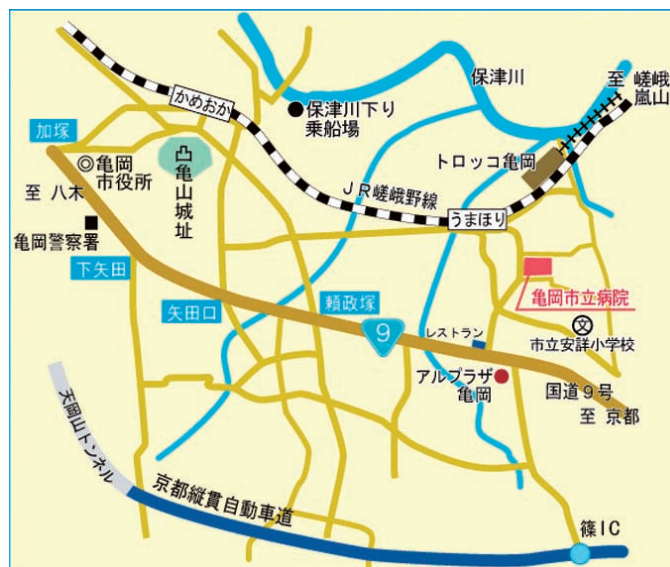 かめおか
保津川下り
乗船場
保津川
至 嵯峨
嵐山
加塚
亀岡
市役所
凸
亀山城址
トロッコ亀岡
至 八木
JR嵯峨野線
うまほり
亀岡警察署
下矢田
矢田口
頼政塚
9
亀岡市立病院
文
市立安詳小学校
レストラン
アルプラザ
亀岡
国道9号
至 京都
天岡山トンネル
京都縦貫自動車道
篠IC